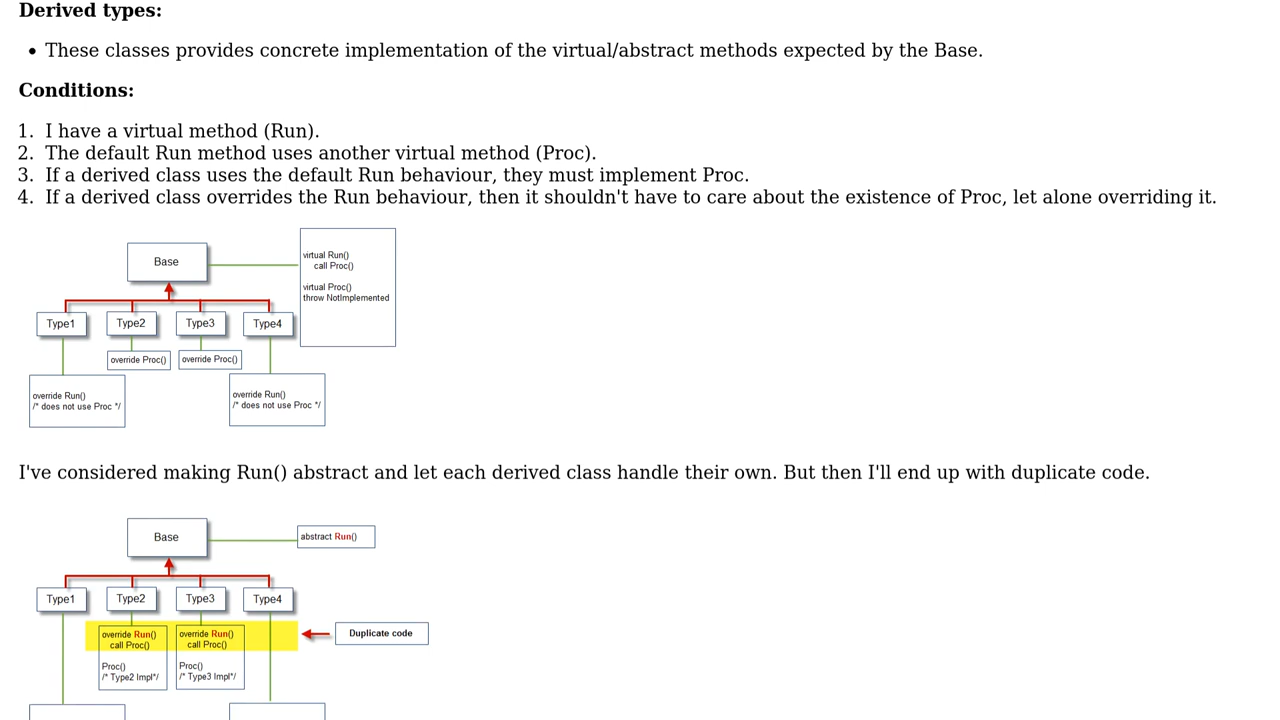 Derived types:
• These classes provides concrete implementation of the virtual/abstract methods expected by the Base.
Conditions:
1. I have a virtual method (Run).
2. The default Run method uses another virtual method (Proc).
3. If a derived class uses the default Run behaviour, they must implement Proc.
4. If a derived class overrides the Run behaviour, then it shouldn't have to care about the existence of Proc, let alone overriding it.
Base
virtual Run()
call Proc()
virtual Proc()
throw NotImplemented
Type1
Type2
Type3
Type4
override Proc()
override Proc()
override Run()
/* does not use Proc */
override Run()
/* does not use Proc */
I've considered making Run() abstract and let each derived class handle their own. But then I'll end up with duplicate code.
Base
abstract Run()
Type1
Type2
Type3
Type4
override Run()
call Proc()
Proc()
/* Type2 Impl*/
override Run()
call Proc()
Proc()
/* Type3 Impl*/
Duplicate code